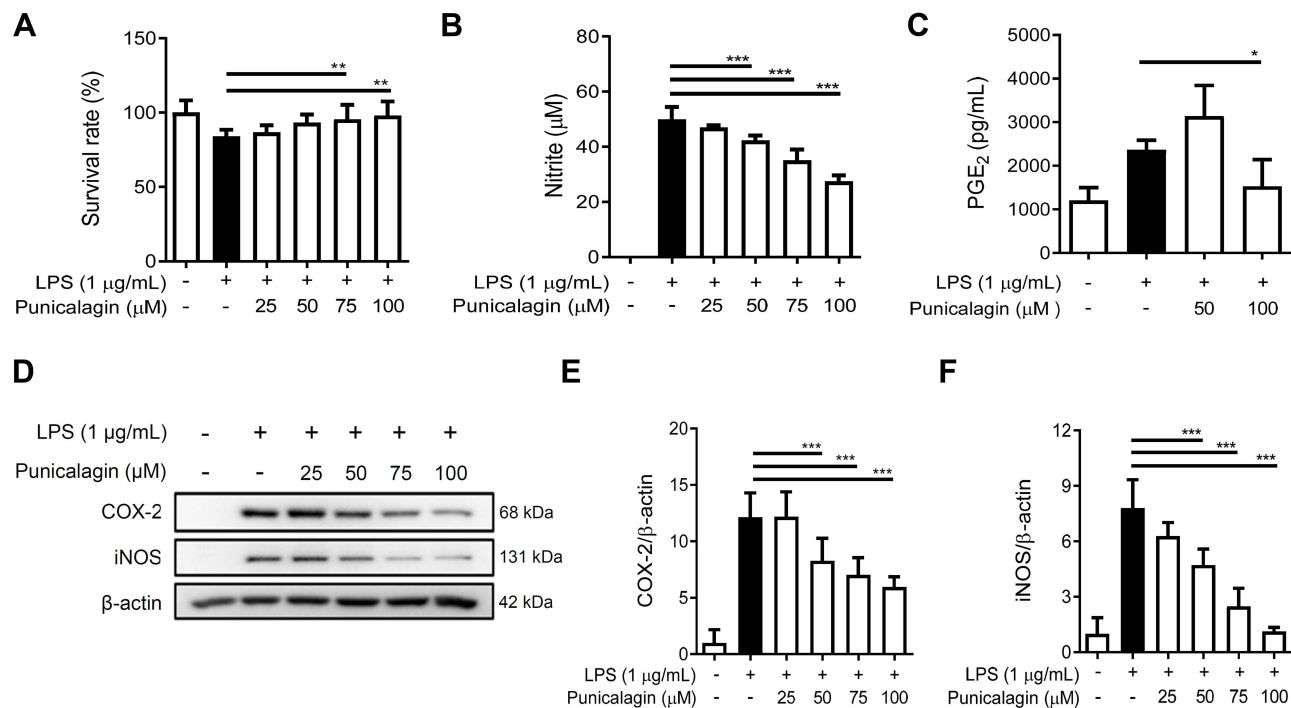 A
Survival rate (%)
150
100
50
0
**
**
LPS (1 μg/mL) - + + + + +
Punicalagin (μM) - - 25 50 75 100
B
Nitrite (μM)
80
60
40
20
0
***
***
***
LPS (1 μg/mL) - + + + + +
Punicalagin (μM) - - 25 50 75 100
C
PGE2 (pg/mL)
5000
4000
3000
2000
1000
0
*
LPS (1 μg/mL) - + + +
Punicalagin (μM ) - - 50 100
D
LPS (1 μg/mL) - + + + + +
Punicalagin (μM) - - 25 50 75 100
COX-2 68 kDa
iNOS 131 kDa
β-actin 42 kDa
E
COX-2/β-actin
20
15
10
5
0
***
***
***
LPS (1 μg/mL) - + + + + +
Punicalagin (μM) - - 25 50 75 100
F
iNOS/β-actin
12
9
6
3
0
***
***
***
LPS (1 μg/mL) - + + + + +
Punicalagin (μM) - - 25 50 75 100